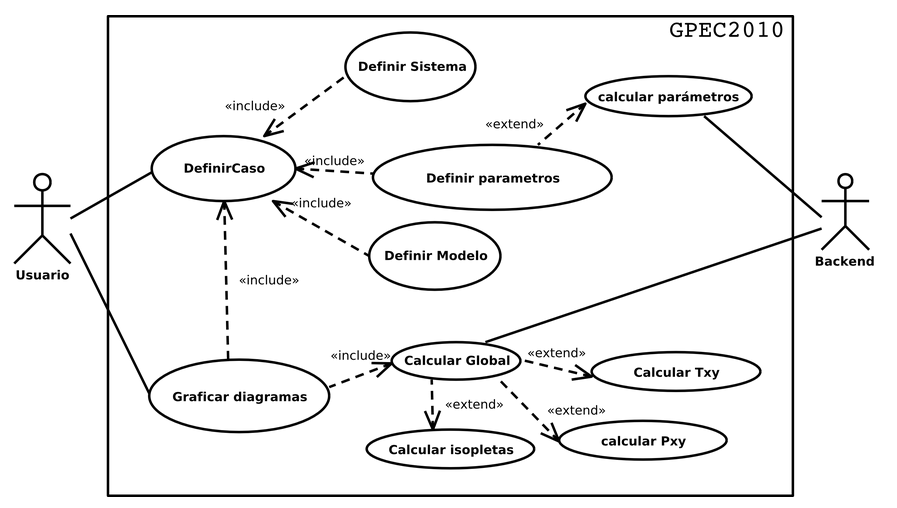 GPEC2010
Definir Sistema
«include»
calcular parámetros
«extend»
DefinirCaso
«include»
Definir parametros
«include»
Definir Modelo
Usuario
Backend
«include»
«include»
Calcular Global
«extend»
Calcular Txy
Graficar diagramas
«extend»
«extend»
Calcular isopletas
calcular Pxy